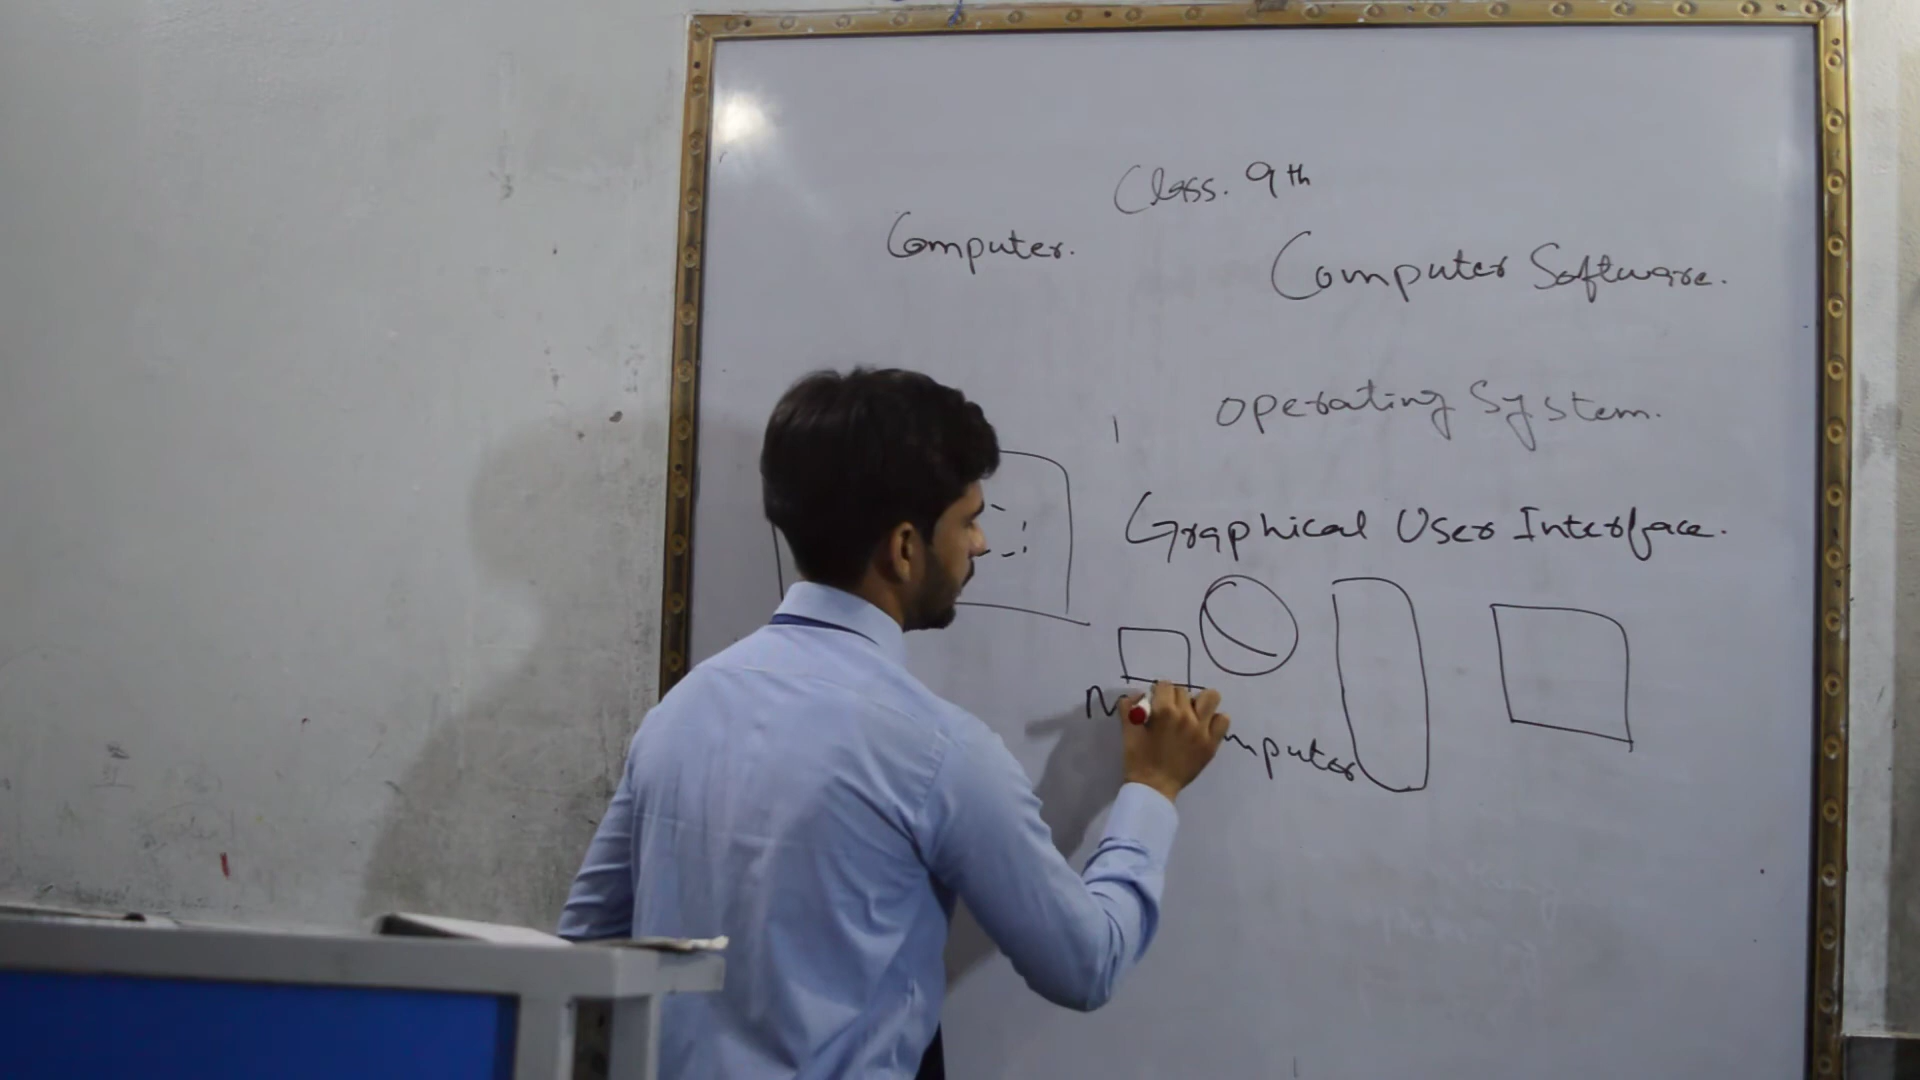 Class. 9th
Computer.
Computer Software.
Operating System.
Graphical User Interface.